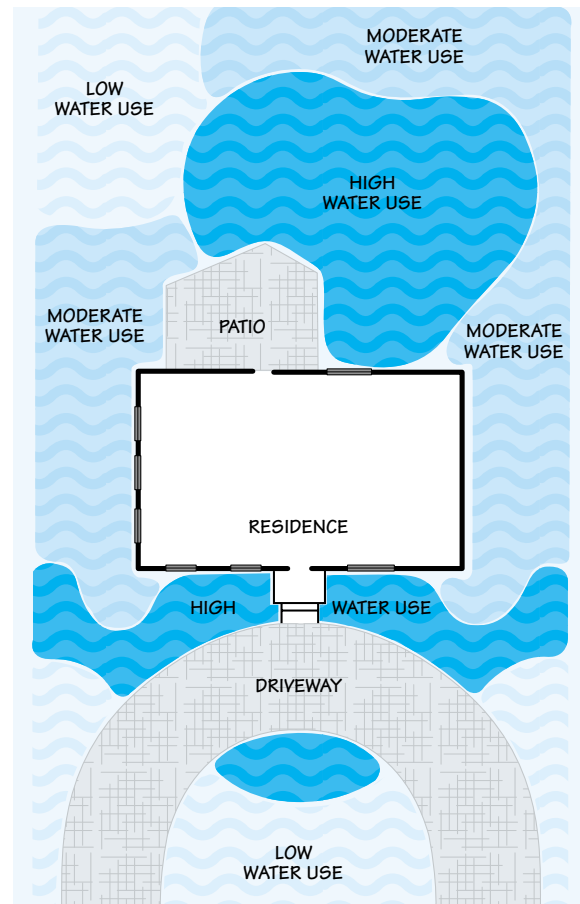 MODERATE
WATER USE
LOW
WATER USE
HIGH
WATER USE
MODERATE
WATER USE
PATIO
MODERATE
WATER USE
RESIDENCE
HIGH WATER USE
DRIVEWAY
LOW
WATER USE